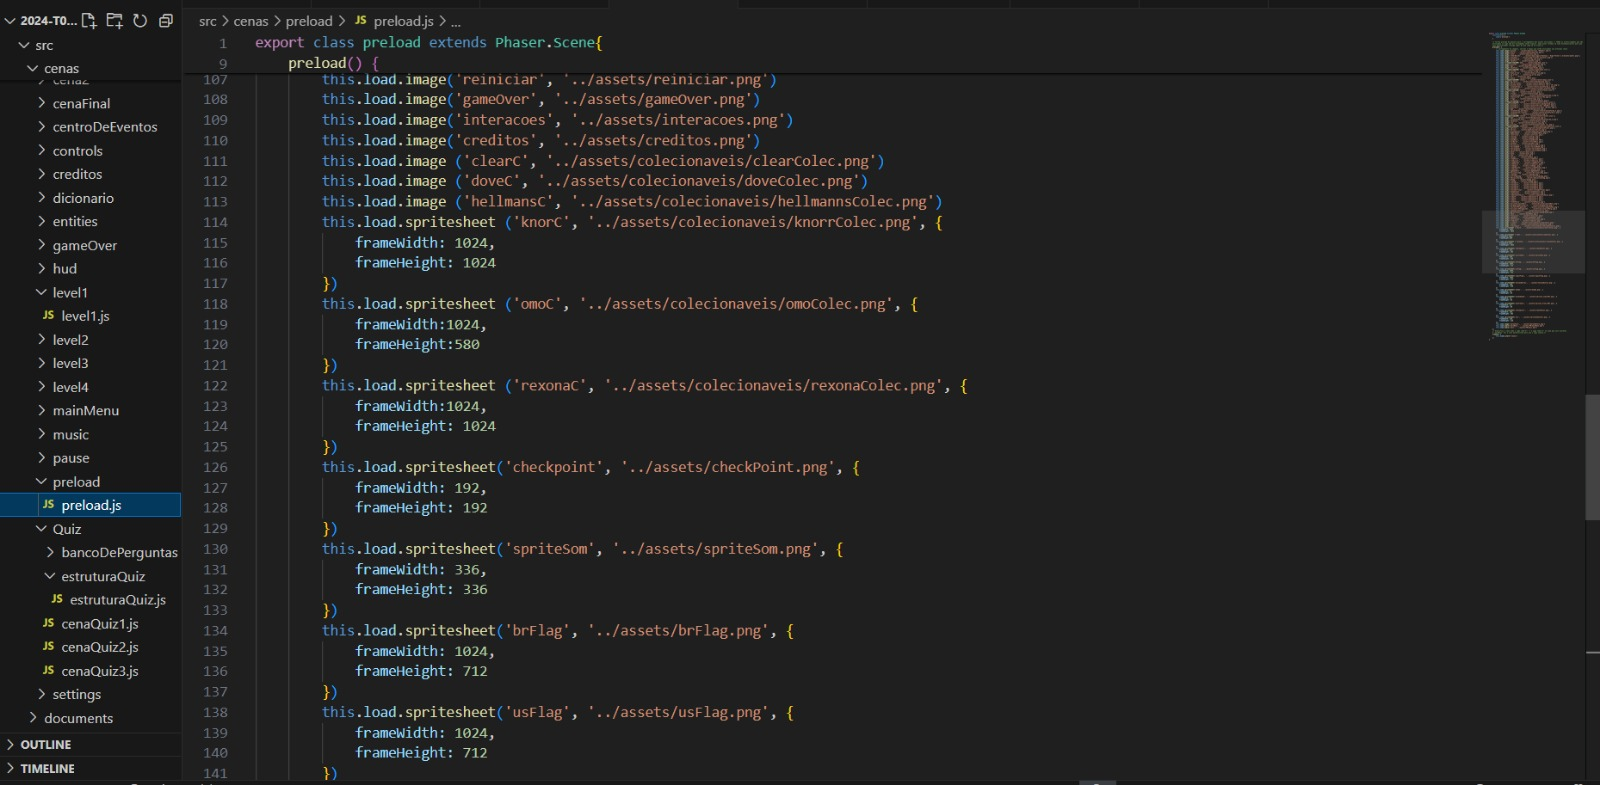 2024-T0...
src
cenas
cena2
cenaFinal
centroDeEventos
controls
creditos
dicionario
entities
gameOver
hud
level1
JS level1.js
level2
level3
level4
mainMenu
music
pause
preload
JS preload.js
Quiz
bancoDePerguntas
estruturaQuiz
JS estruturaQuiz.js
JS cenaQuiz1.js
JS cenaQuiz2.js
JS cenaQuiz3.js
settings
documents
OUTLINE
TIMELINE
src > cenas > preload > JS preload.js > ...
1 export class preload extends Phaser.Scene{
9 preload() {
107 this.load.image('reiniciar', '../assets/reiniciar.png')
108 this.load.image('gameOver', '../assets/gameOver.png')
109 this.load.image('interacoes', '../assets/interacoes.png')
110 this.load.image('creditos', '../assets/creditos.png')
111 this.load.image ('clearC', '../assets/colecionaveis/clearColec.png')
112 this.load.image ('doveC', '../assets/colecionaveis/doveColec.png')
113 this.load.image ('hellmansC', '../assets/colecionaveis/hellmannsColec.png')
114 this.load.spritesheet ('knorC', '../assets/colecionaveis/knorrColec.png', {
115 frameWidth: 1024,
116 frameHeight: 1024
117 })
118 this.load.spritesheet ('omoC', '../assets/colecionaveis/omoColec.png', {
119 frameWidth:1024,
120 frameHeight:580
121 })
122 this.load.spritesheet ('rexonaC', '../assets/colecionaveis/rexonaColec.png', {
123 frameWidth:1024,
124 frameHeight: 1024
125 })
126 this.load.spritesheet('checkpoint', '../assets/checkPoint.png', {
127 frameWidth: 192,
128 frameHeight: 192
129 })
130 this.load.spritesheet('spriteSom', '../assets/spriteSom.png', {
131 frameWidth: 336,
132 frameHeight: 336
133 })
134 this.load.spritesheet('brFlag', '../assets/brFlag.png', {
135 frameWidth: 1024,
136 frameHeight: 712
137 })
138 this.load.spritesheet('usFlag', '../assets/usFlag.png', {
139 frameWidth: 1024,
140 frameHeight: 712
141 })